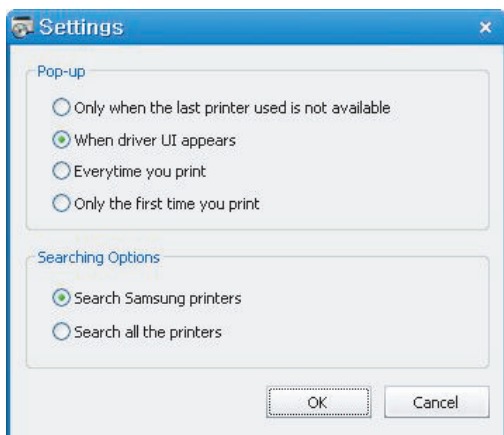 Settings
Pop-up
Only when the last printer used is not available
When driver UI appears
Everytime you print
Only the first time you print
Searching Options
Search Samsung printers
Search all the printers
OK
Cancel